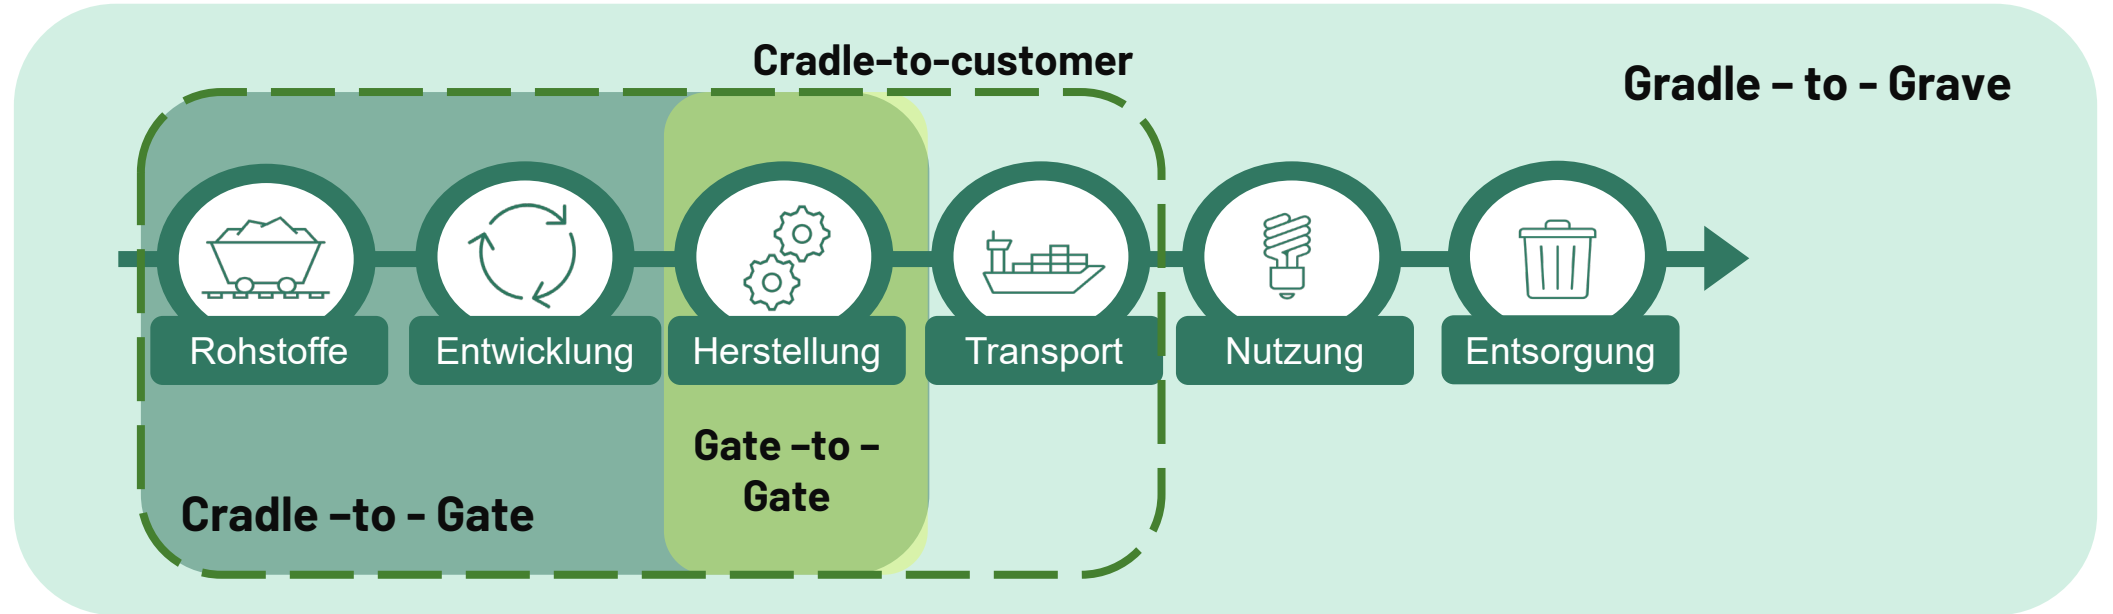 Cradle-to-customer
Gradle – to - Grave
Rohstoffe
Entwicklung
Herstellung
Transport
Nutzung
Entsorgung
Gate –to –
Gate
Cradle –to - Gate